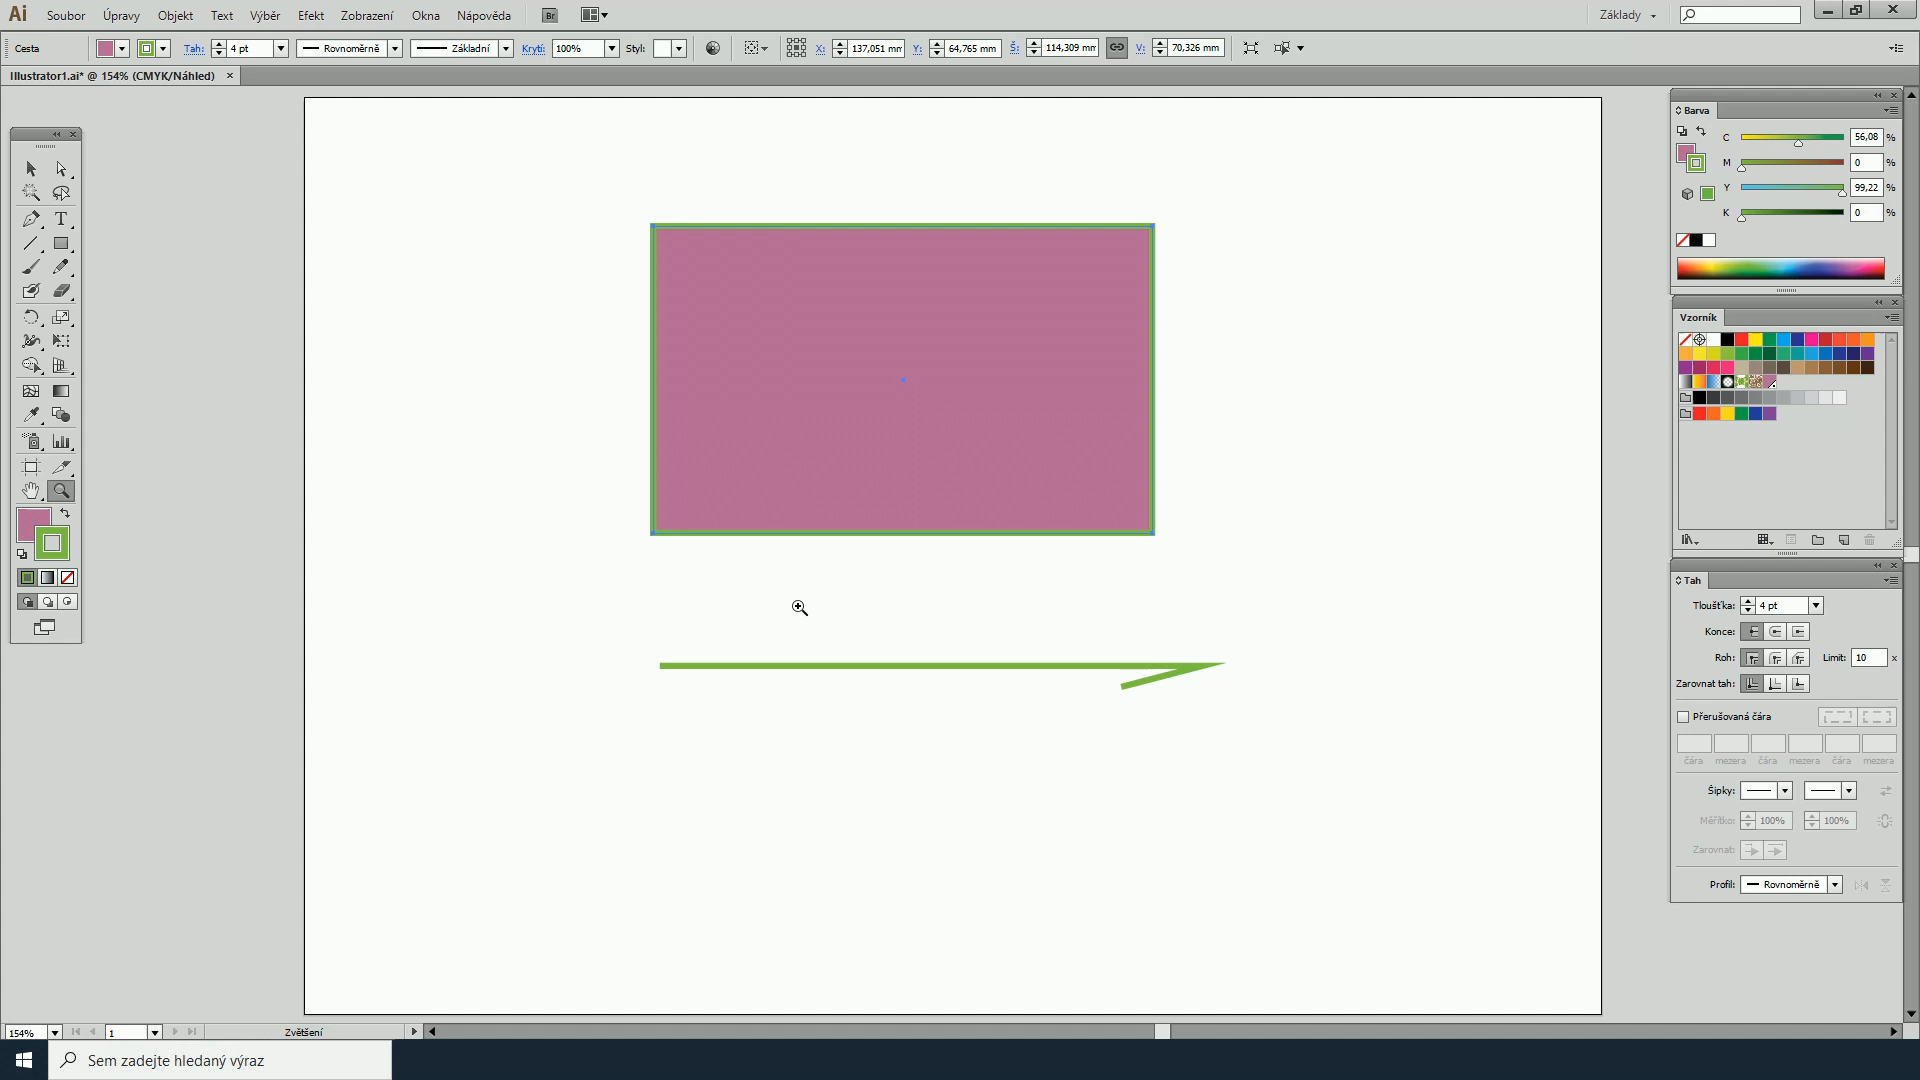 Ai Soubor Úpravy Objekt Text Výběr Efekt Zobrazení Okna Nápověda Br Základy
Cesta Tah: 4 pt Rovnoměrně Základní Krytí: 100% Styl: X: 137,051 mm Y: 64,765 mm Š: 114,309 mm V: 70,326 mm
Illustrator1.ai* @ 154% (CMYK/Náhled)
Barva
C 56,08 %
M 0 %
Y 99,22 %
K 0 %
Vzorník
Tah
Tloušťka: 4 pt
Konce:
Roh: Limit: 10 x
Zarovnat tah:
Přerušovaná čára
čára mezera čára mezera čára mezera
Šipky:
Měřítko: 100% 100%
Zarovnat:
Profil: Rovnoměrně
154% 1 Zvětšení
Sem zadejte hledaný výraz